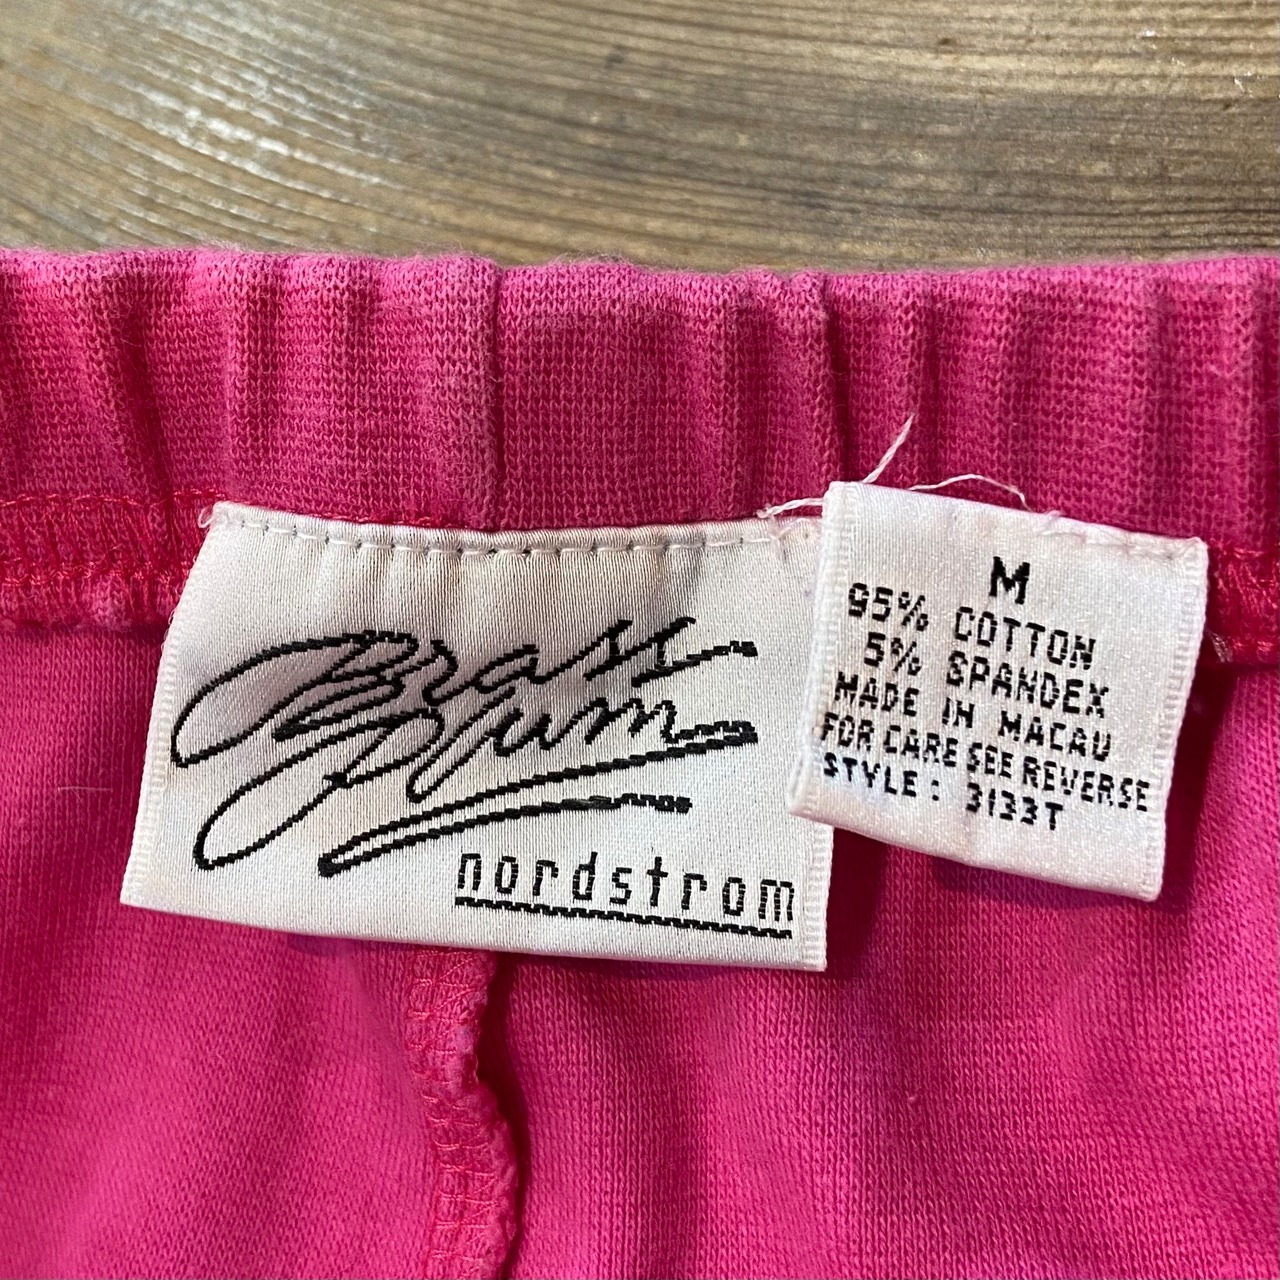 Brass
Plum
nordstrom
M
95% COTTON
5% SPANDEX
MADE IN MACAU
FOR CARE SEE REVERSE
STYLE : 3133T